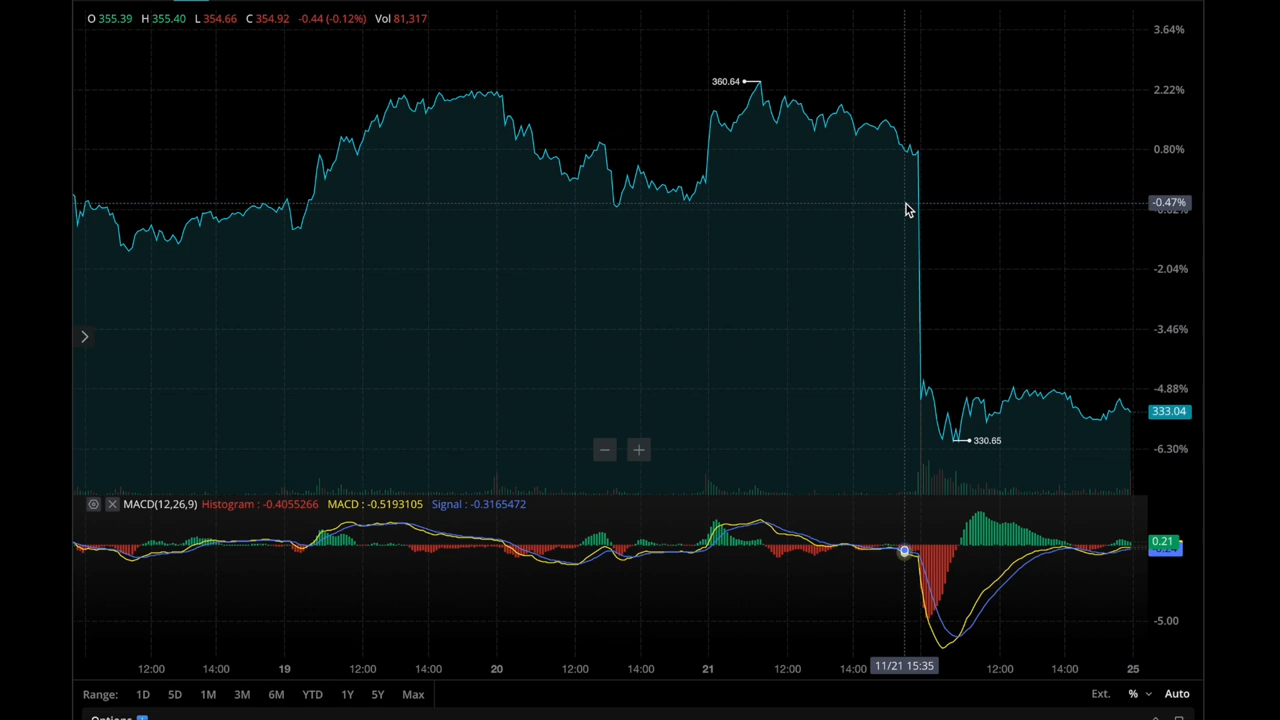 O 355.39 H 355.40 L 354.66 C 354.92 -0.44 (-0.12%) Vol 81,317
3.64%
360.64
2.22%
0.80%
-0.47%
-2.04%
-3.46%
-4.88%
333.04
330.65
-6.30%
MACD(12,26,9) Histogram : -0.4055266 MACD : -0.5193105 Signal : -0.3165472
0.21
-5.00
12:00 14:00 19 12:00 14:00 20 12:00 14:00 21 12:00 14:00 11/21 15:35 12:00 14:00 25
Range: 1D 5D 1M 3M 6M YTD 1Y 5Y Max Ext. % Auto
Options